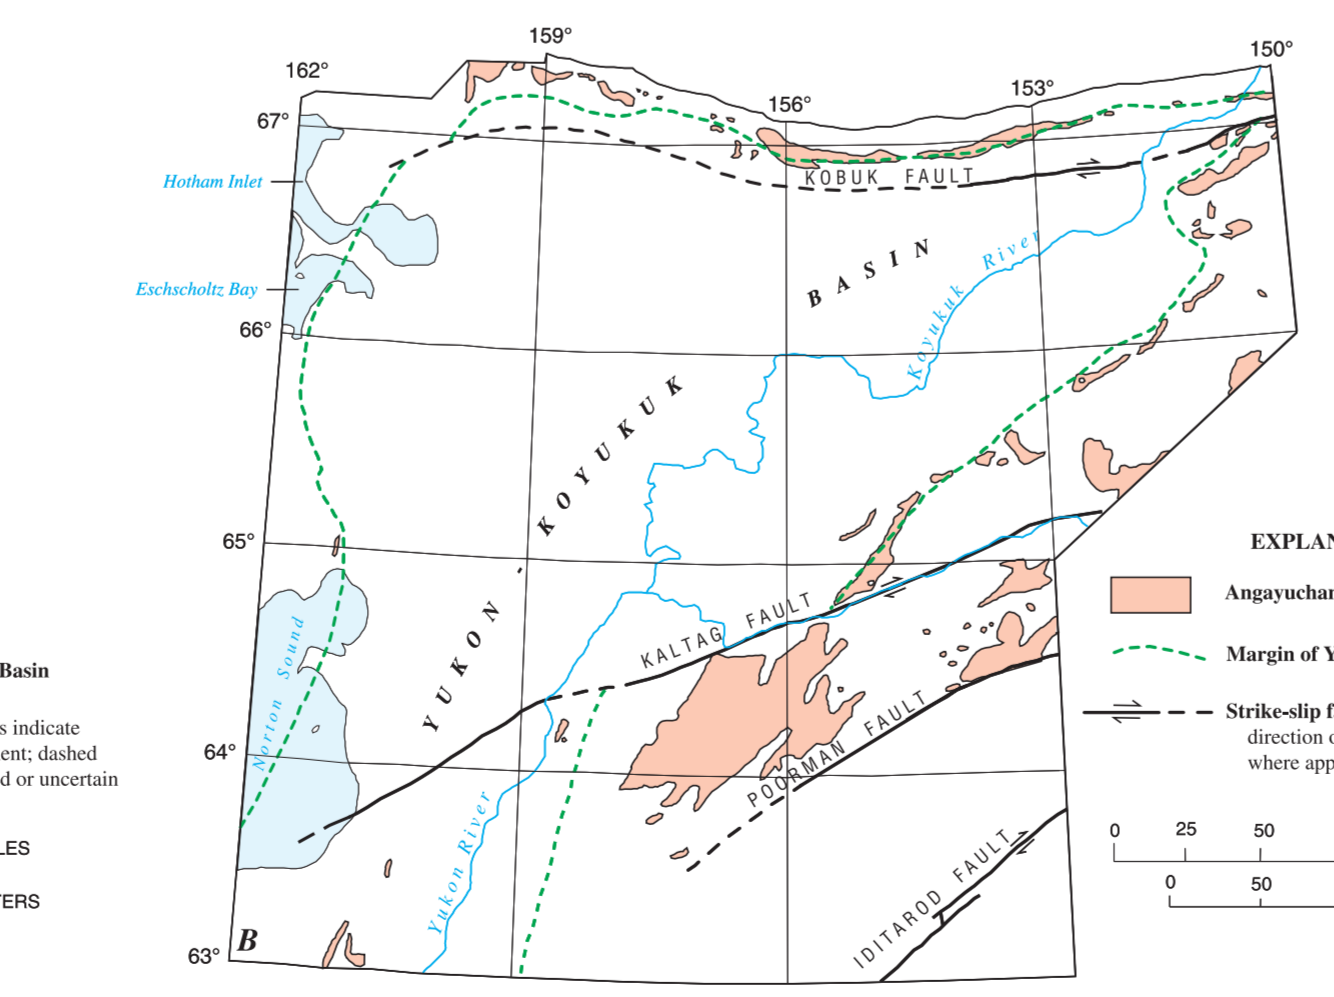 159°
150°
162°
153°
156°
67°
Hotham Inlet
KOBUK FAULT
BASIN
Koyukuk River
Eschscholtz Bay
66°
YUKON - KOYUKUK
65°
EXPLAN
Angayuchar
KALTAG FAULT
Norton Sound
Margin of Y
Basin
Strike-slip f
direction o
where app
s indicate
ent; dashed
d or uncertain
64°
POORMAN FAULT
Yukon River
0 25 50
LES
0 50
TERS
IDITAROD FAULT
B
63°